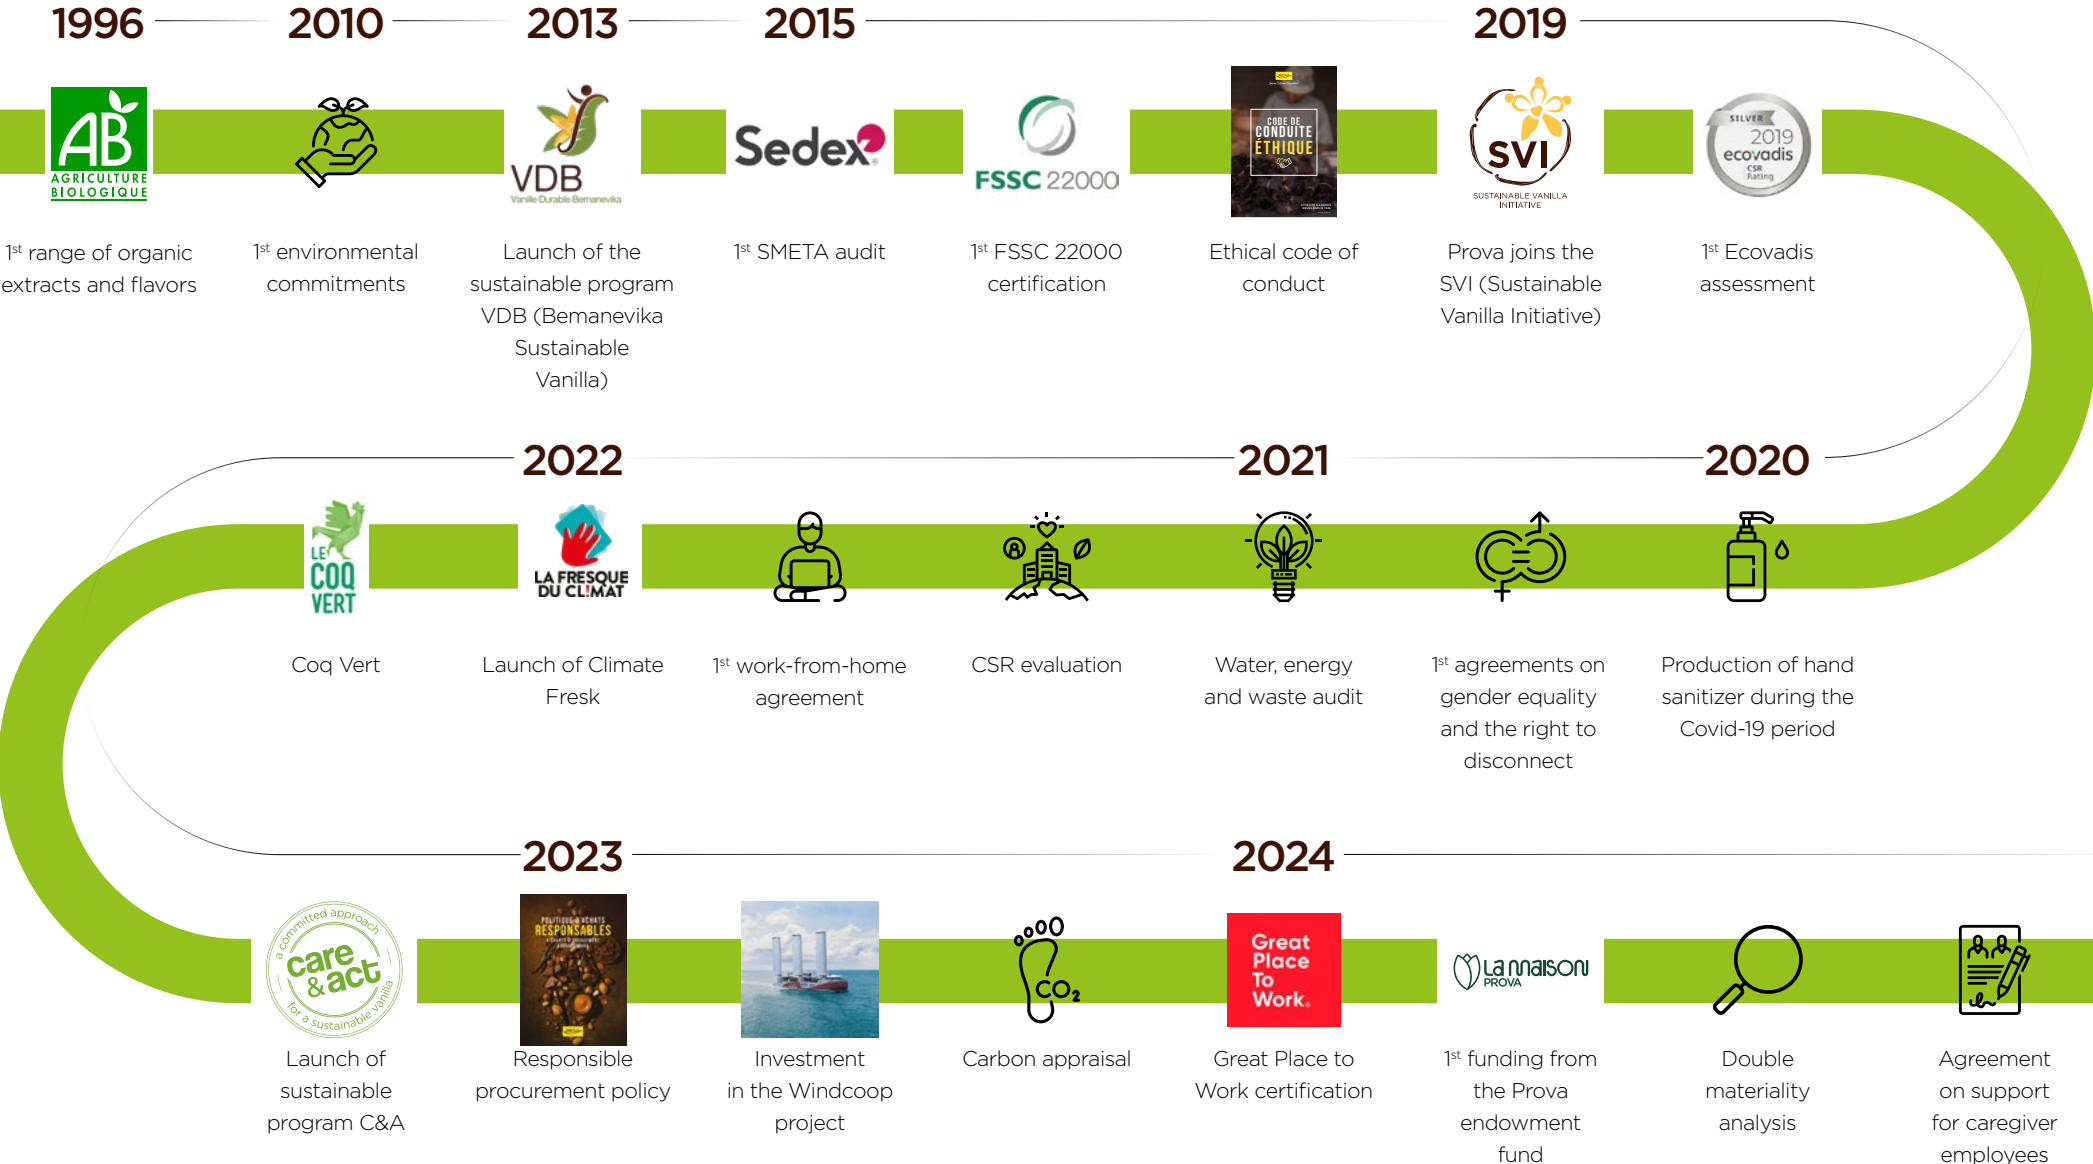 1996
2010
2013
2015
2019
AB
AGRICULTURE
BIOLOGIQUE
VDB
Vanille Durable Bemanevika
Sedex
FSSC 22000
CODE DE
CONDUITE
ÉTHIQUE
SVI
SUSTAINABLE VANILLA
INITIATIVE
SILVER
2019
ecovadis
CSR
Rating
1st range of organic
extracts and flavors
1st environmental
commitments
Launch of the
sustainable program
VDB (Bemanevika
Sustainable
Vanilla)
1st SMETA audit
1st FSSC 22000
certification
Ethical code of
conduct
Prova joins the
SVI (Sustainable
Vanilla Initiative)
1st Ecovadis
assessment
2020
2021
2022
Production of hand
sanitizer during the
Covid-19 period
1st agreements on
gender equality
and the right to
disconnect
Water, energy
and waste audit
CSR evaluation
1st work-from-home
agreement
LA FRESQUE
DU CL!MAT
Launch of Climate
Fresk
LE
COQ
VERT
Coq Vert
2023
2024
a committed approach
care
& act
for a sustainable vanilla
Launch of
sustainable
program C&A
POLITIQUE D'ACHATS
RESPONSABLES
Responsible
procurement policy
Investment
in the Windcoop
project
CO2
Carbon appraisal
Great
Place
To
Work.
Great Place to
Work certification
La maison
PROVA
1st funding from
the Prova
endowment
fund
Double
materiality
analysis
Agreement
on support
for caregiver
employees